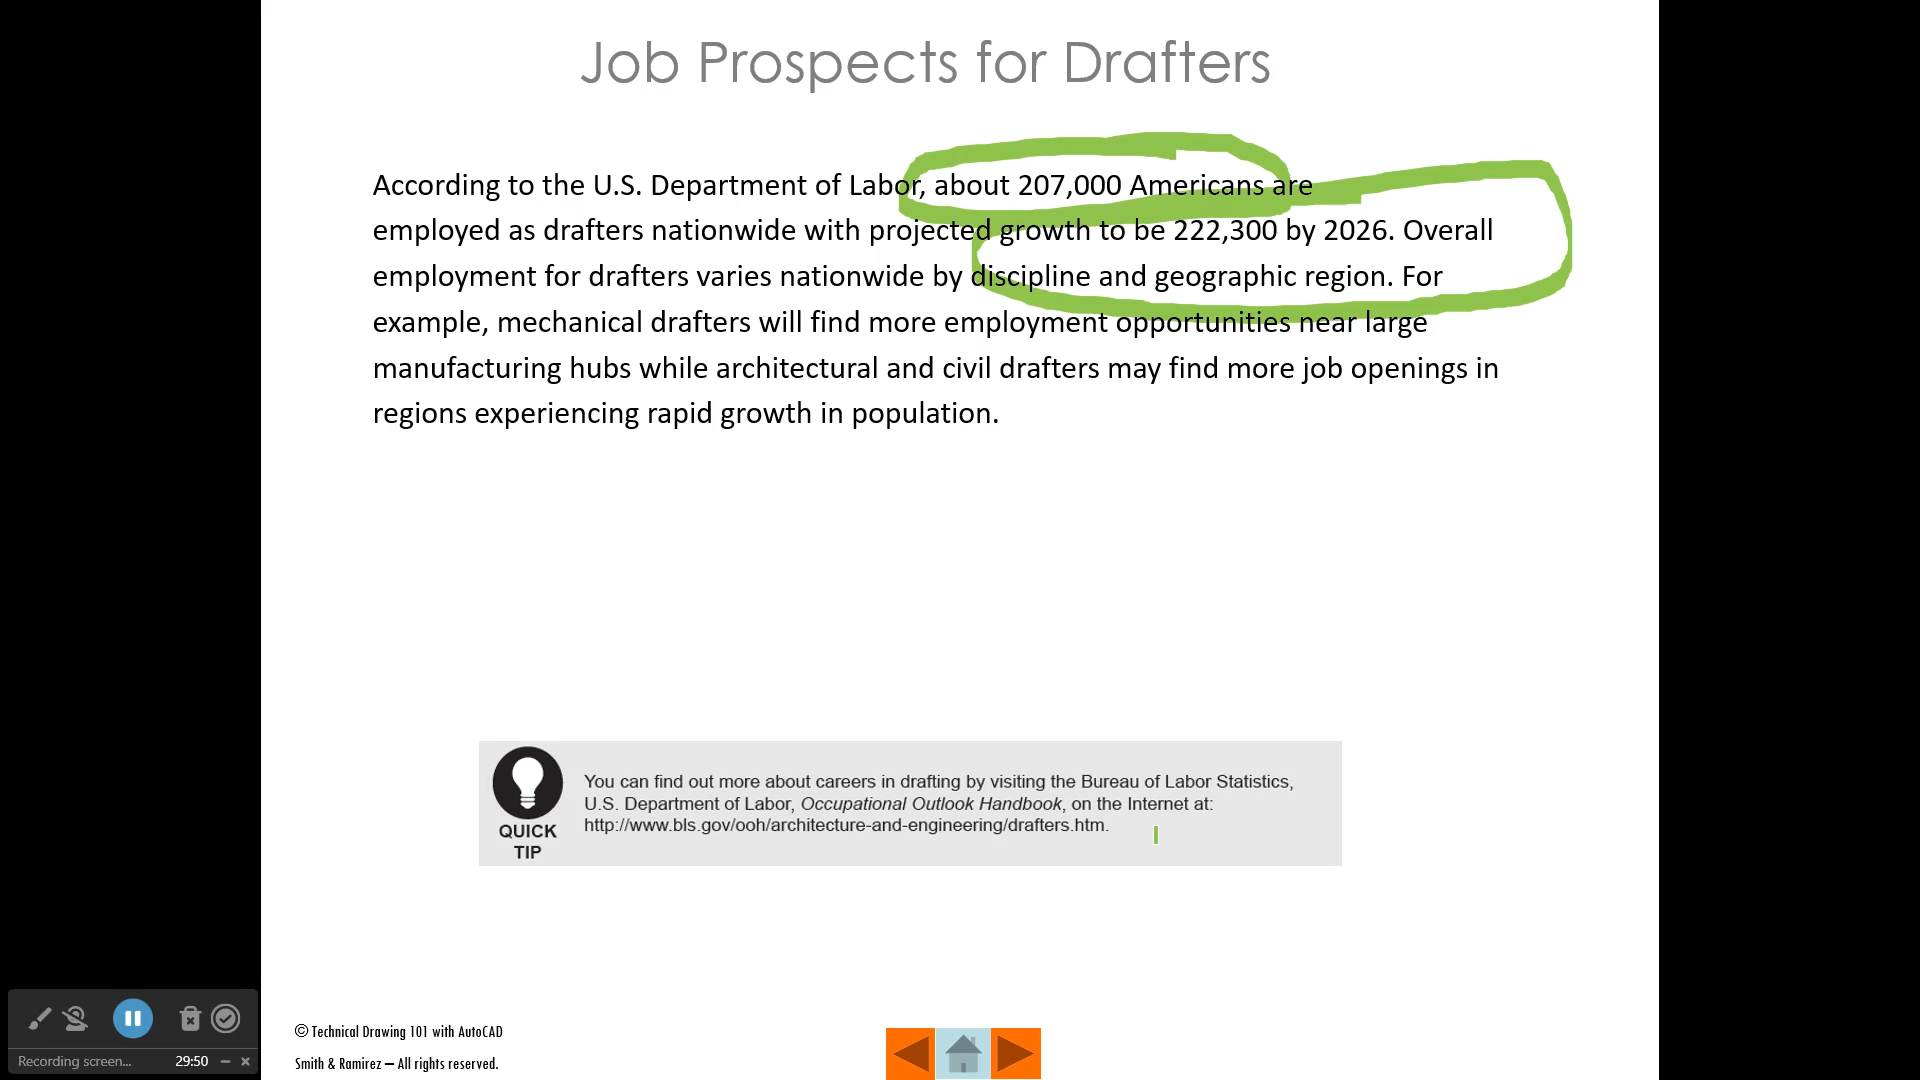 Job Prospects for Drafters
According to the U.S. Department of Labor, about 207,000 Americans are
employed as drafters nationwide with projected growth to be 222,300 by 2026. Overall
employment for drafters varies nationwide by discipline and geographic region. For
example, mechanical drafters will find more employment opportunities near large
manufacturing hubs while architectural and civil drafters may find more job openings in
regions experiencing rapid growth in population.
You can find out more about careers in drafting by visiting the Bureau of Labor Statistics,
U.S. Department of Labor, Occupational Outlook Handbook, on the Internet at:
http://www.bls.gov/ooh/architecture-and-engineering/drafters.htm.
QUICK
TIP
© Technical Drawing 101 with AutoCAD
Smith & Ramirez – All rights reserved.
Recording screen... 29:50